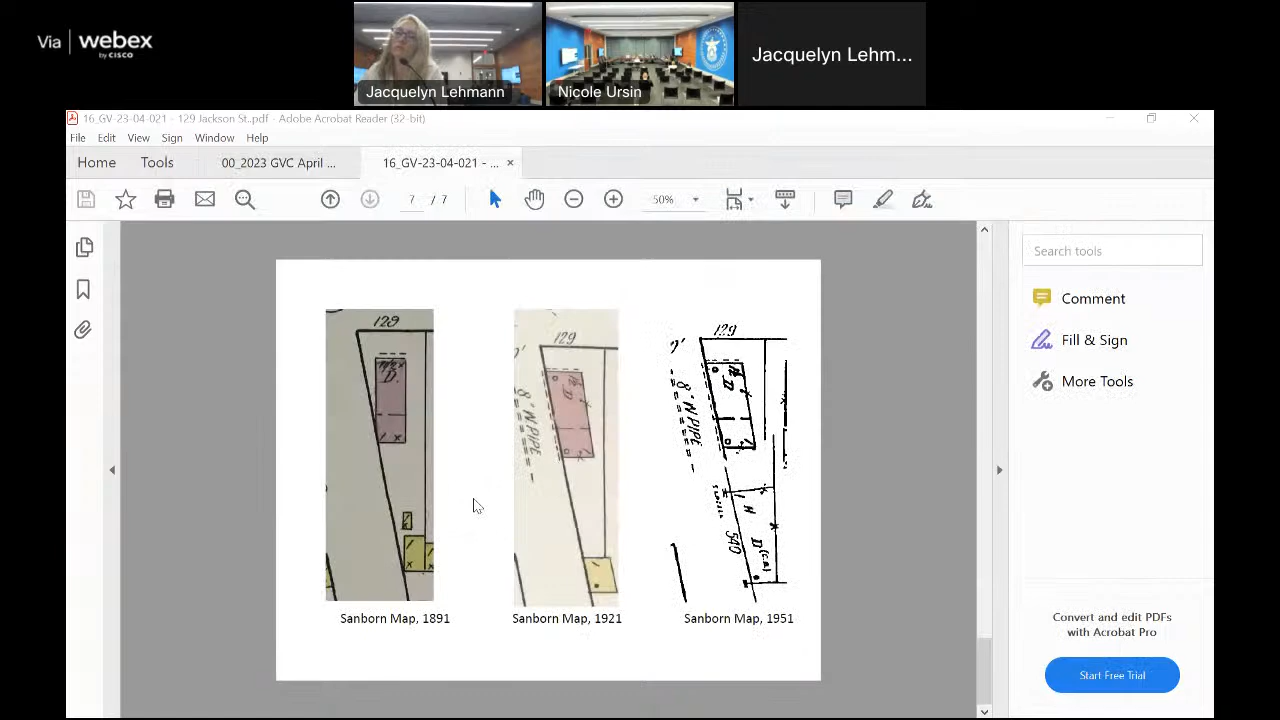 Via webex
by CISCO
Jacquelyn Lehmann
Nicole Ursin
Jacquelyn Lehm...
16_GV-23-04-021 - 129 Jackson St..pdf - Adobe Acrobat Reader (32-bit)
File Edit View Sign Window Help
Home Tools 00_2023 GVC April ... 16_GV-23-04-021 - ... ×
7 / 7 50%
Search tools
Comment
Fill & Sign
More Tools
129
D.
129
D
8" W. PIPE
129
D
8" W. PIPE
H
540
D
Sanborn Map, 1891
Sanborn Map, 1921
Sanborn Map, 1951
Convert and edit PDFs
with Acrobat Pro
Start Free Trial